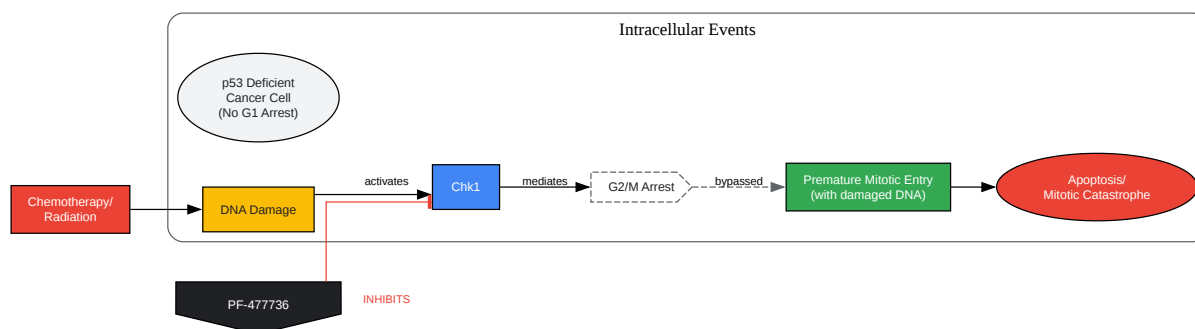 Intracellular Events
p53 Deficient
Cancer Cell
(No G1 Arrest)
Chemotherapy/
Radiation
DNA Damage
activates
Chk1
mediates
G2/M Arrest
bypassed
Premature Mitotic Entry
(with damaged DNA)
Apoptosis/
Mitotic Catastrophe
PF-477736
INHIBITS